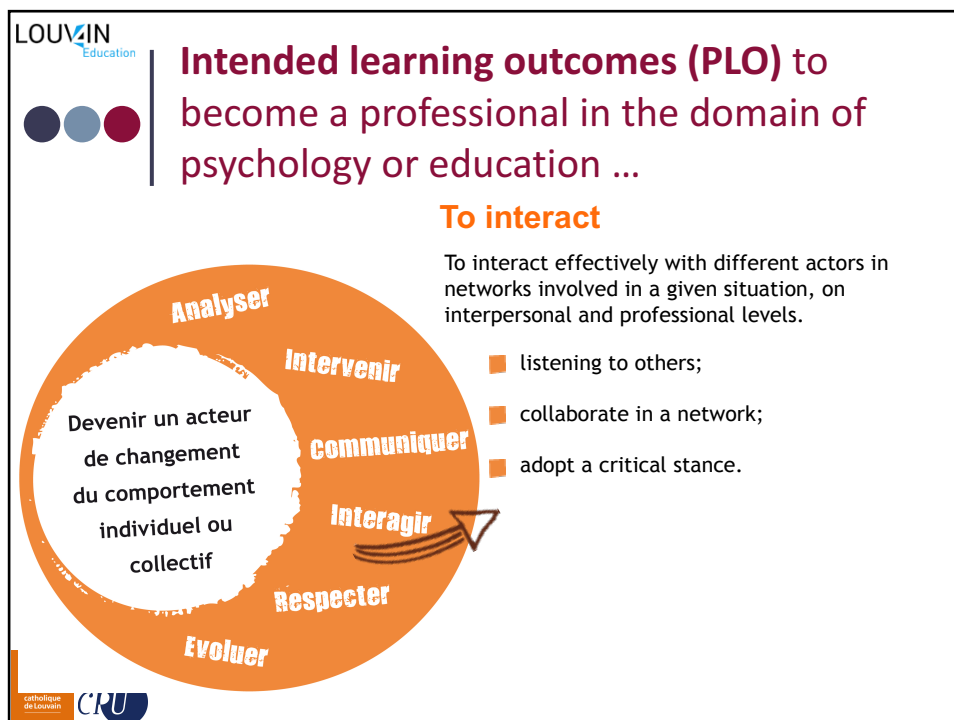 LOUV4IN
Education
Intended learning outcomes (PLO) to
become a professional in the domain of
psychology or education …
To interact
To interact effectively with different actors in
networks involved in a given situation, on
interpersonal and professional levels.
listening to others;
collaborate in a network;
adopt a critical stance.
Analyser
Intervenir
Communiquer
Interagir
Respecter
Evoluer
Devenir un acteur
de changement
du comportement
individuel ou
collectif
catholique
de Louvain
CRU